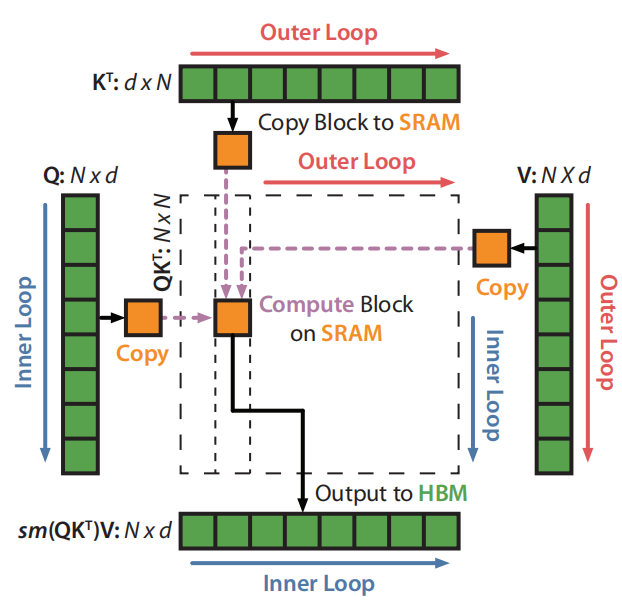 Outer Loop
Kᵀ: d x N
Copy Block to SRAM
Outer Loop
Q: N x d
V: N X d
QKᵀ: N x N
Inner Loop
Copy
Compute Block
on SRAM
Copy
Inner Loop
Outer Loop
Output to HBM
sm(QKᵀ)V: N x d
Inner Loop